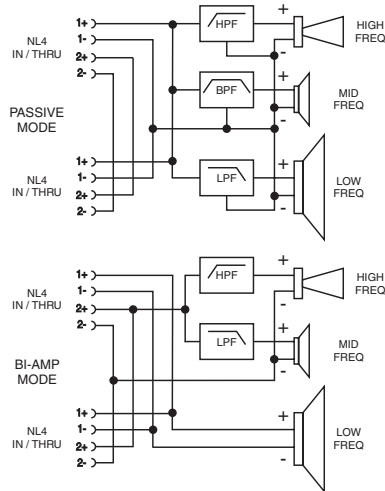 1+
1-
2+
2-
NL4
IN / THRU
HPF
+
-
HIGH
FREQ
BPF
+
-
MID
FREQ
PASSIVE
MODE
1+
1-
2+
2-
NL4
IN / THRU
LPF
+
-
LOW
FREQ
1+
1-
2+
2-
NL4
IN / THRU
HPF
+
-
HIGH
FREQ
LPF
+
-
MID
FREQ
BI-AMP
MODE
1+
1-
2+
2-
NL4
IN / THRU
+
-
LOW
FREQ